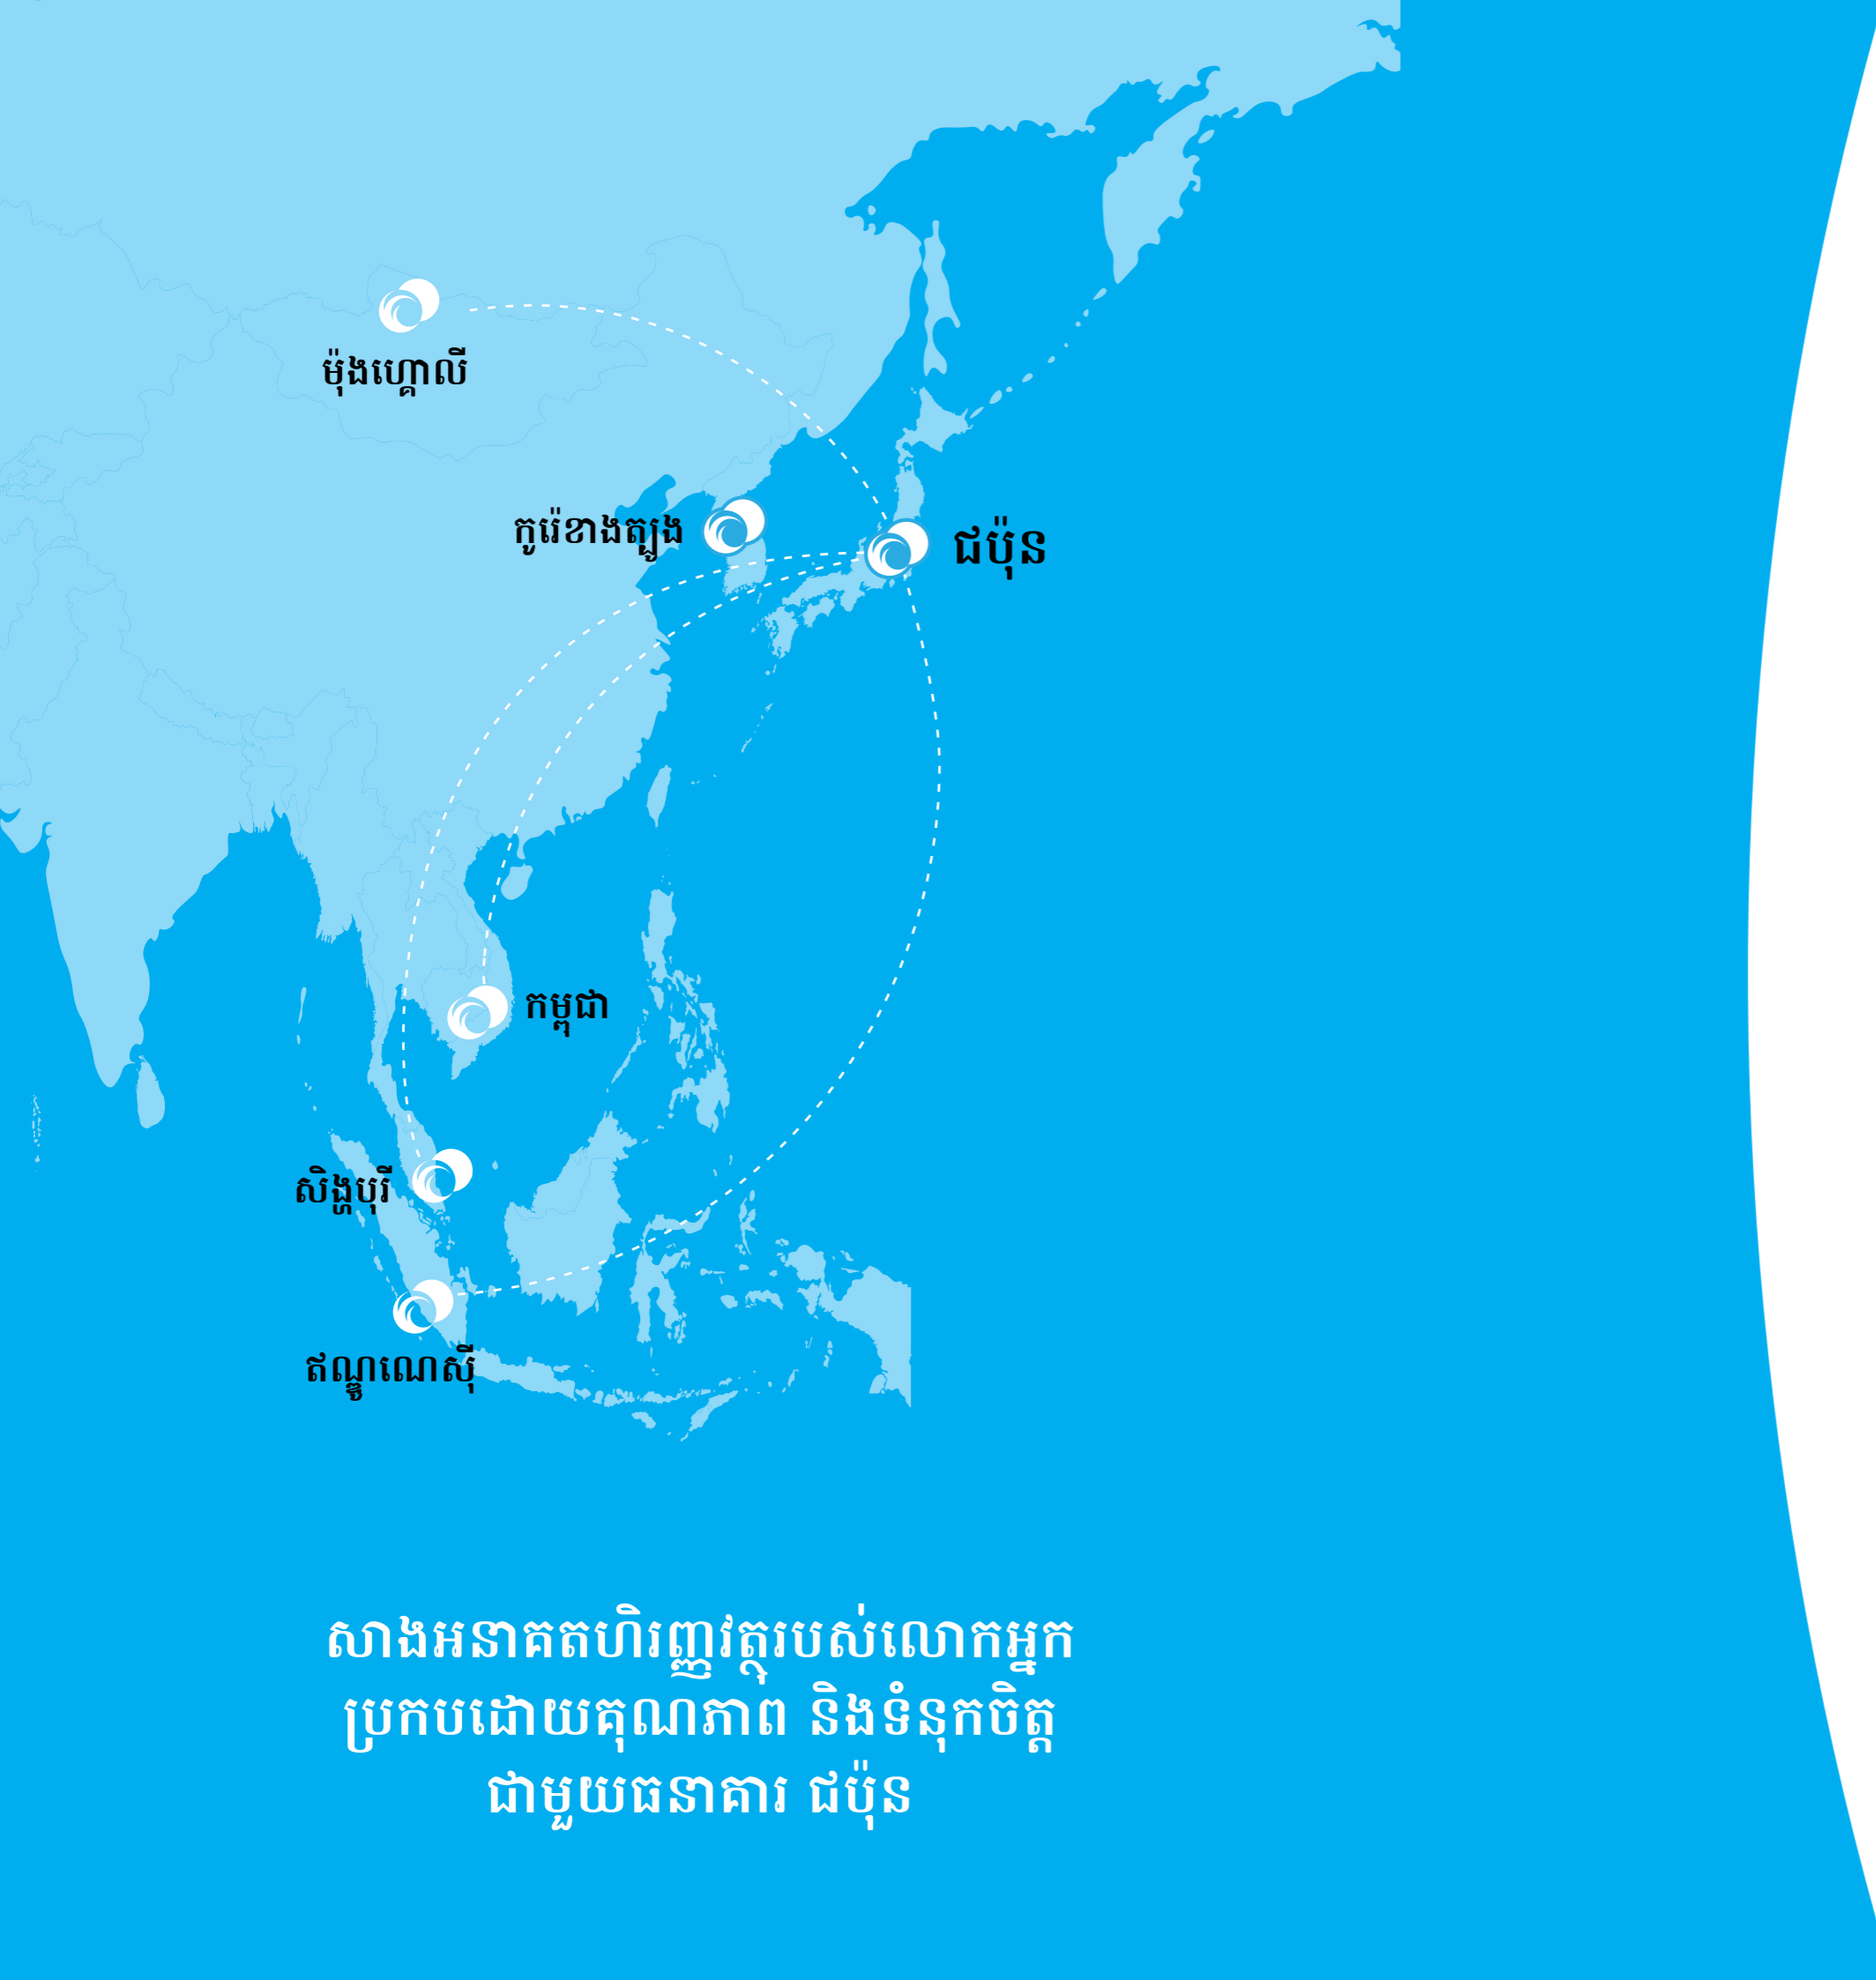 ម៉ុងហ្គោលី
កូរ៉េខាងត្បូង
ជប៉ុន
កម្ពុជា
សិង្ហបុរី
ឥណ្ឌូណេស៊ី
សាងអនាគតហិរញ្ញវត្ថុរបស់លោកអ្នក
ប្រកបដោយគុណភាព និងទំនុកចិត្ត
ជាមួយធនាគារ ជប៉ុន